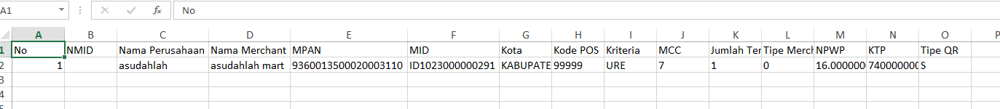 A1 fx No
A B C D E F G H I J K L M N O P
1 No NMID Nama Perusahaan Nama Merchant MPAN MID Kota Kode POS Kriteria MCC Jumlah Ter Tipe Merch NPWP KTP Tipe QR
2 1 asudahlah asudahlah mart 9360013500020003110 ID1023000000291 KABUPATE 99999 URE 7 1 0 16.000000 740000000 S
3
4